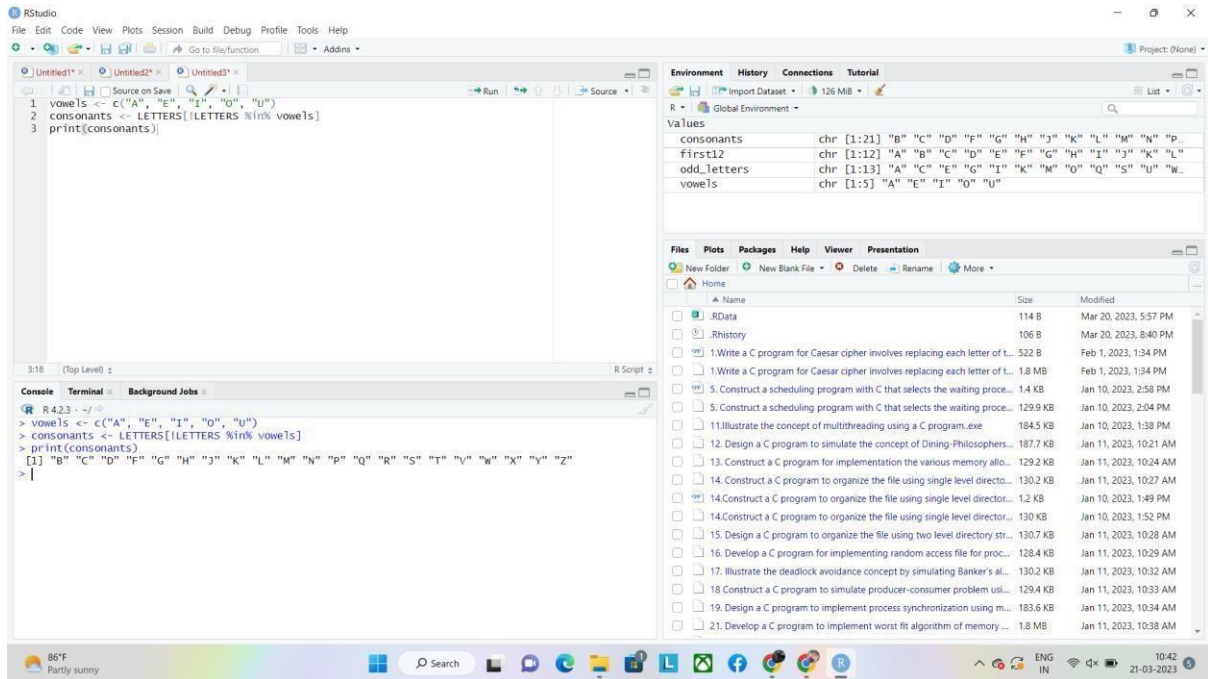 RStudio
File Edit Code View Plots Session Build Debug Profile Tools Help
Go to file/function Addins Project: (None)
Untitled1* Untitled2* Untitled3*
Source on Save Run Source
1 vowels <- c("A", "E", "I", "O", "U")
2 consonants <- LETTERS[!LETTERS %in% vowels]
3 print(consonants)
3:18 (Top Level) R Script
Console Terminal Background Jobs
R 4.2.3 · ~/
> vowels <- c("A", "E", "I", "O", "U")
> consonants <- LETTERS[!LETTERS %in% vowels]
> print(consonants)
[1] "B" "C" "D" "F" "G" "H" "J" "K" "L" "M" "N" "P" "Q" "R" "S" "T" "V" "W" "X" "Y" "Z"
>
Environment History Connections Tutorial
Import Dataset 126 MiB List
R Global Environment
Values
consonants chr [1:21] "B" "C" "D" "F" "G" "H" "J" "K" "L" "M" "N" "P…
first12 chr [1:12] "A" "B" "C" "D" "E" "F" "G" "H" "I" "J" "K" "L"
odd_letters chr [1:13] "A" "C" "E" "G" "I" "K" "M" "O" "Q" "S" "U" "W…
vowels chr [1:5] "A" "E" "I" "O" "U"
Files Plots Packages Help Viewer Presentation
New Folder New Blank File Delete Rename More
Home
Name Size Modified
.RData 114 B Mar 20, 2023, 5:57 PM
.Rhistory 106 B Mar 20, 2023, 8:40 PM
1.Write a C program for Caesar cipher involves replacing each letter of t... 522 B Feb 1, 2023, 1:34 PM
1.Write a C program for Caesar cipher involves replacing each letter of t... 1.8 MB Feb 1, 2023, 1:34 PM
5. Construct a scheduling program with C that selects the waiting proce... 1.4 KB Jan 10, 2023, 2:58 PM
5. Construct a scheduling program with C that selects the waiting proce... 129.9 KB Jan 10, 2023, 2:04 PM
11.Illustrate the concept of multithreading using a C program.exe 184.5 KB Jan 10, 2023, 1:38 PM
12. Design a C program to simulate the concept of Dining-Philosophers... 187.7 KB Jan 11, 2023, 10:21 AM
13. Construct a C program for implementation the various memory allo... 129.2 KB Jan 11, 2023, 10:24 AM
14. Construct a C program to organize the file using single level directo... 130.2 KB Jan 11, 2023, 10:27 AM
14.Construct a C program to organize the file using single level director... 1.2 KB Jan 10, 2023, 1:49 PM
14.Construct a C program to organize the file using single level director... 130 KB Jan 10, 2023, 1:52 PM
15. Design a C program to organize the file using two level directory str... 130.7 KB Jan 11, 2023, 10:28 AM
16. Develop a C program for implementing random access file for proc... 128.4 KB Jan 11, 2023, 10:29 AM
17. Illustrate the deadlock avoidance concept by simulating Banker's al... 130.2 KB Jan 11, 2023, 10:32 AM
18 Construct a C program to simulate producer-consumer problem usi... 129.4 KB Jan 11, 2023, 10:33 AM
19. Design a C program to implement process synchronization using m... 183.6 KB Jan 11, 2023, 10:34 AM
21. Develop a C program to implement worst fit algorithm of memory ... 1.8 MB Jan 11, 2023, 10:38 AM
86°F
Partly sunny
Search
ENG
IN
10:42
21-03-2023
5